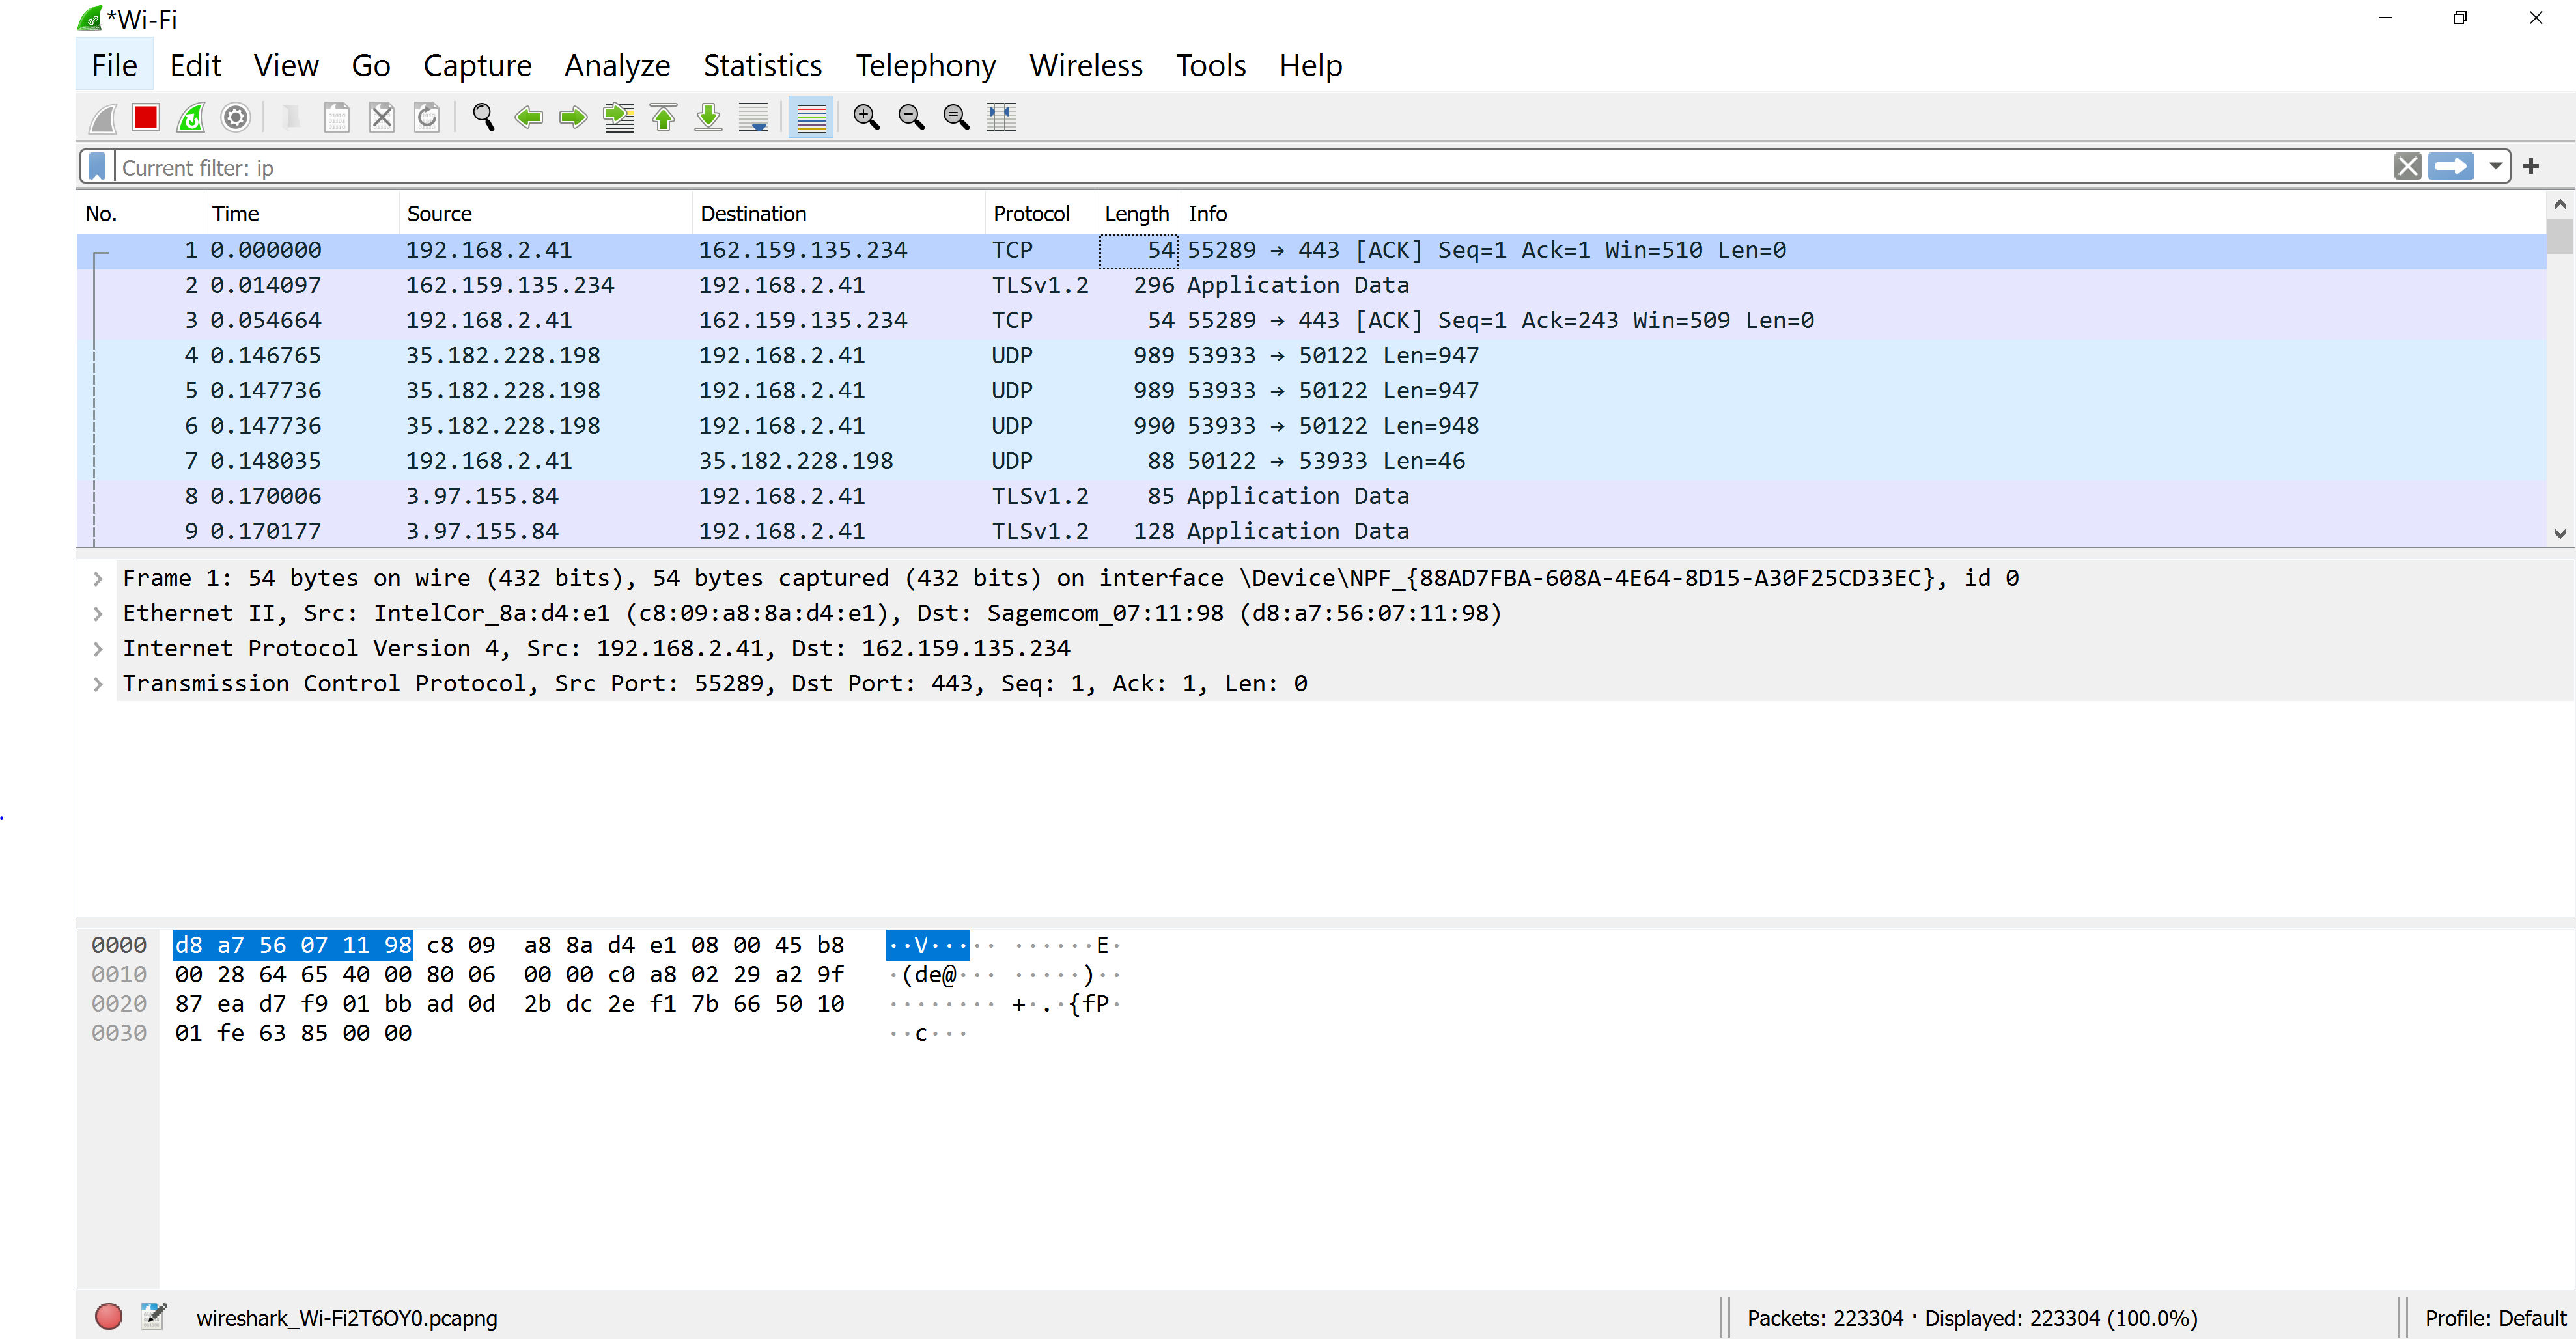 *Wi-Fi
File Edit View Go Capture Analyze Statistics Telephony Wireless Tools Help
Current filter: ip
No. Time Source Destination Protocol Length Info
1 0.000000 192.168.2.41 162.159.135.234 TCP 54 55289 → 443 [ACK] Seq=1 Ack=1 Win=510 Len=0
2 0.014097 162.159.135.234 192.168.2.41 TLSv1.2 296 Application Data
3 0.054664 192.168.2.41 162.159.135.234 TCP 54 55289 → 443 [ACK] Seq=1 Ack=243 Win=509 Len=0
4 0.146765 35.182.228.198 192.168.2.41 UDP 989 53933 → 50122 Len=947
5 0.147736 35.182.228.198 192.168.2.41 UDP 989 53933 → 50122 Len=947
6 0.147736 35.182.228.198 192.168.2.41 UDP 990 53933 → 50122 Len=948
7 0.148035 192.168.2.41 35.182.228.198 UDP 88 50122 → 53933 Len=46
8 0.170006 3.97.155.84 192.168.2.41 TLSv1.2 85 Application Data
9 0.170177 3.97.155.84 192.168.2.41 TLSv1.2 128 Application Data
Frame 1: 54 bytes on wire (432 bits), 54 bytes captured (432 bits) on interface \Device\NPF_{88AD7FBA-608A-4E64-8D15-A30F25CD33EC}, id 0
Ethernet II, Src: IntelCor_8a:d4:e1 (c8:09:a8:8a:d4:e1), Dst: Sagemcom_07:11:98 (d8:a7:56:07:11:98)
Internet Protocol Version 4, Src: 192.168.2.41, Dst: 162.159.135.234
Transmission Control Protocol, Src Port: 55289, Dst Port: 443, Seq: 1, Ack: 1, Len: 0
0000 d8 a7 56 07 11 98 c8 09 a8 8a d4 e1 08 00 45 b8 ··V····· ······E·
0010 00 28 64 65 40 00 80 06 00 00 c0 a8 02 29 a2 9f ·(de@··· ·····)··
0020 87 ea d7 f9 01 bb ad 0d 2b dc 2e f1 7b 66 50 10 ········ +·.·{fP·
0030 01 fe 63 85 00 00 ··c···
wireshark_Wi-Fi2T6OY0.pcapng Packets: 223304 · Displayed: 223304 (100.0%) Profile: Default